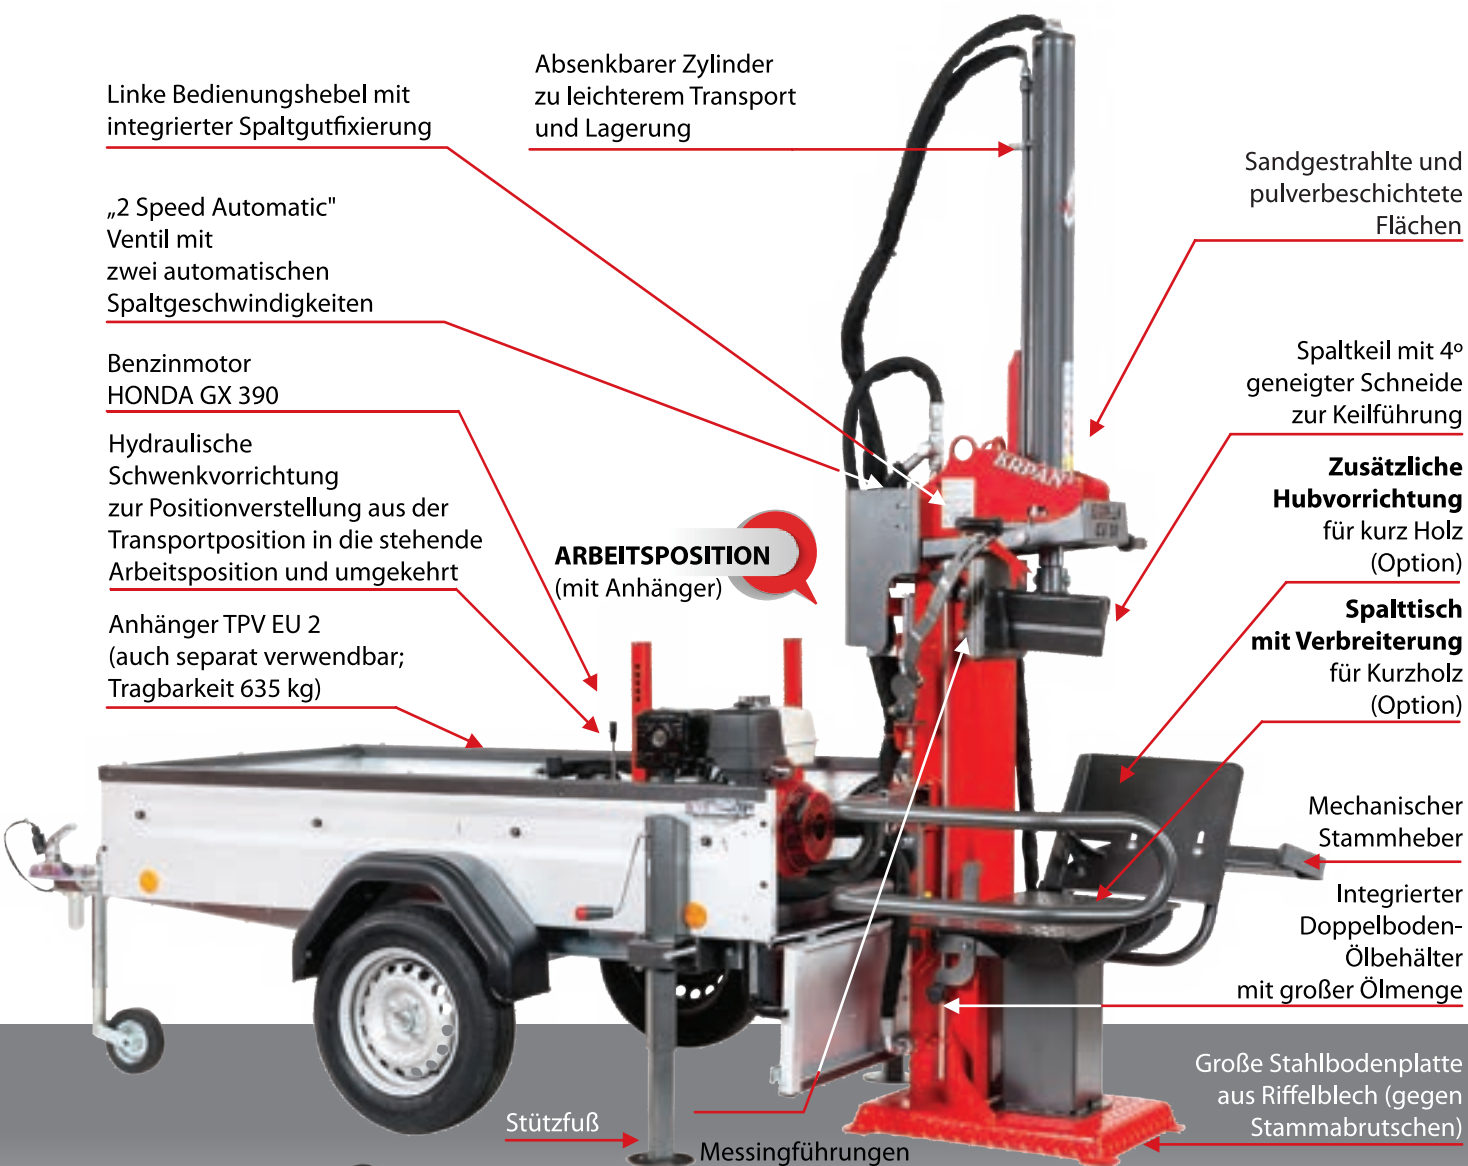 Linke Bedienungshebel mit
integrierter Spaltgutfixierung
„2 Speed Automatic"
Ventil mit
zwei automatischen
Spaltgeschwindigkeiten
Benzinmotor
HONDA GX 390
Hydraulische
Schwenkvorrichtung
zur Positionverstellung aus der
Transportposition in die stehende
Arbeitsposition und umgekehrt
Anhänger TPV EU 2
(auch separat verwendbar;
Tragbarkeit 635 kg)
Absenkbarer Zylinder
zu leichterem Transport
und Lagerung
ARBEITSPOSITION
(mit Anhänger)
KRPAN
Sandgestrahlte und
pulverbeschichtete
Flächen
Spaltkeil mit 4º
geneigter Schneide
zur Keilführung
Zusätzliche
Hubvorrichtung
für kurz Holz
(Option)
Spalttisch
mit Verbreiterung
für Kurzholz
(Option)
Mechanischer
Stammheber
Integrierter
Doppelboden-
Ölbehälter
mit großer Ölmenge
Große Stahlbodenplatte
aus Riffelblech (gegen
Stammabrutschen)
Stützfuß
Messingführungen